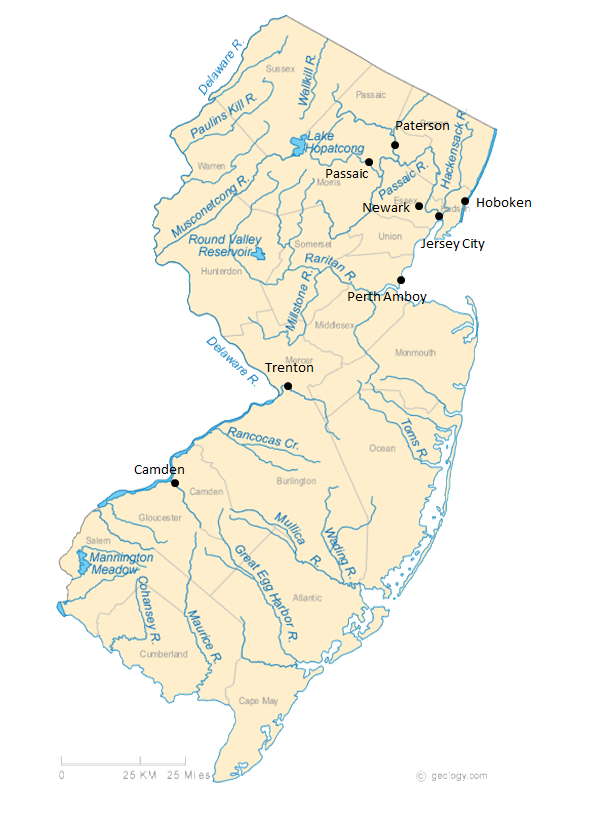 Delaware R.
Sussex
Wallkill R.
Passaic
Paulins Kill R.
Paterson
Hackensack R.
Lake
Hopatcong
Warren
Passaic
Morris
Passaic R.
Essex
Musconetcong R.
Newark
Hudson
Hoboken
Round Valley
Reservoir
Somerset
Union
Jersey City
Raritan R.
Hunterdon
Perth Amboy
Millstone R.
Middlesex
Delaware R.
Mercer
Monmouth
Trenton
Rancocas Cr.
Toms R.
Ocean
Camden
Burlington
Camden
Gloucester
Mullica R.
Wading R.
Salem
Mannington
Meadow
Great Egg Harbor R.
Cohansey R.
Maurice R.
Atlantic
Cumberland
Cape May
0 25 KM 25 Miles
© geology.com